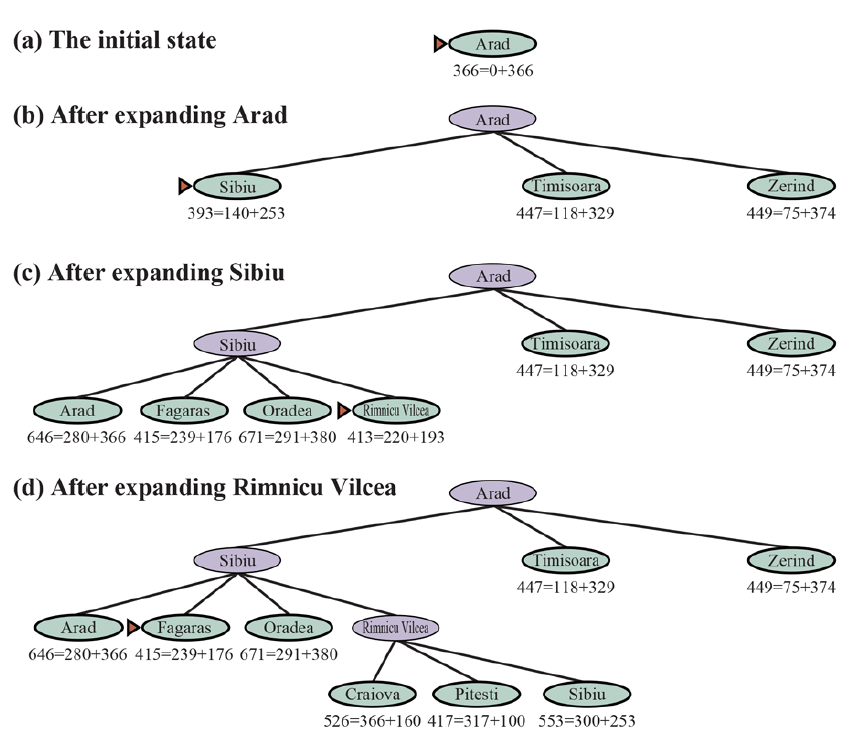 (a) The initial state
Arad
366=0+366
(b) After expanding Arad
Arad
Sibiu Timisoara Zerind
393=140+253 447=118+329 449=75+374
(c) After expanding Sibiu
Arad
Sibiu Timisoara Zerind
447=118+329 449=75+374
Arad Fagaras Oradea Rimnicu Vilcea
646=280+366 415=239+176 671=291+380 413=220+193
(d) After expanding Rimnicu Vilcea
Arad
Sibiu Timisoara Zerind
447=118+329 449=75+374
Arad Fagaras Oradea Rimnicu Vilcea
646=280+366 415=239+176 671=291+380
Craiova Pitesti Sibiu
526=366+160 417=317+100 553=300+253